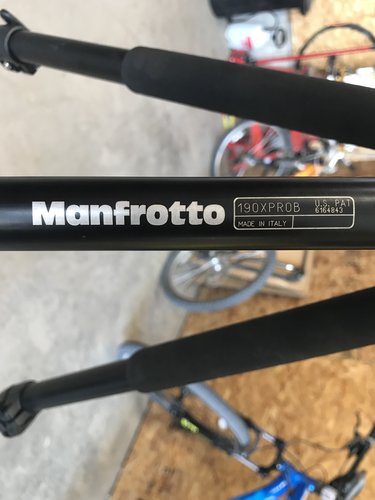 Manfrotto
190XPROB U.S. PAT
6164843
MADE IN ITALY